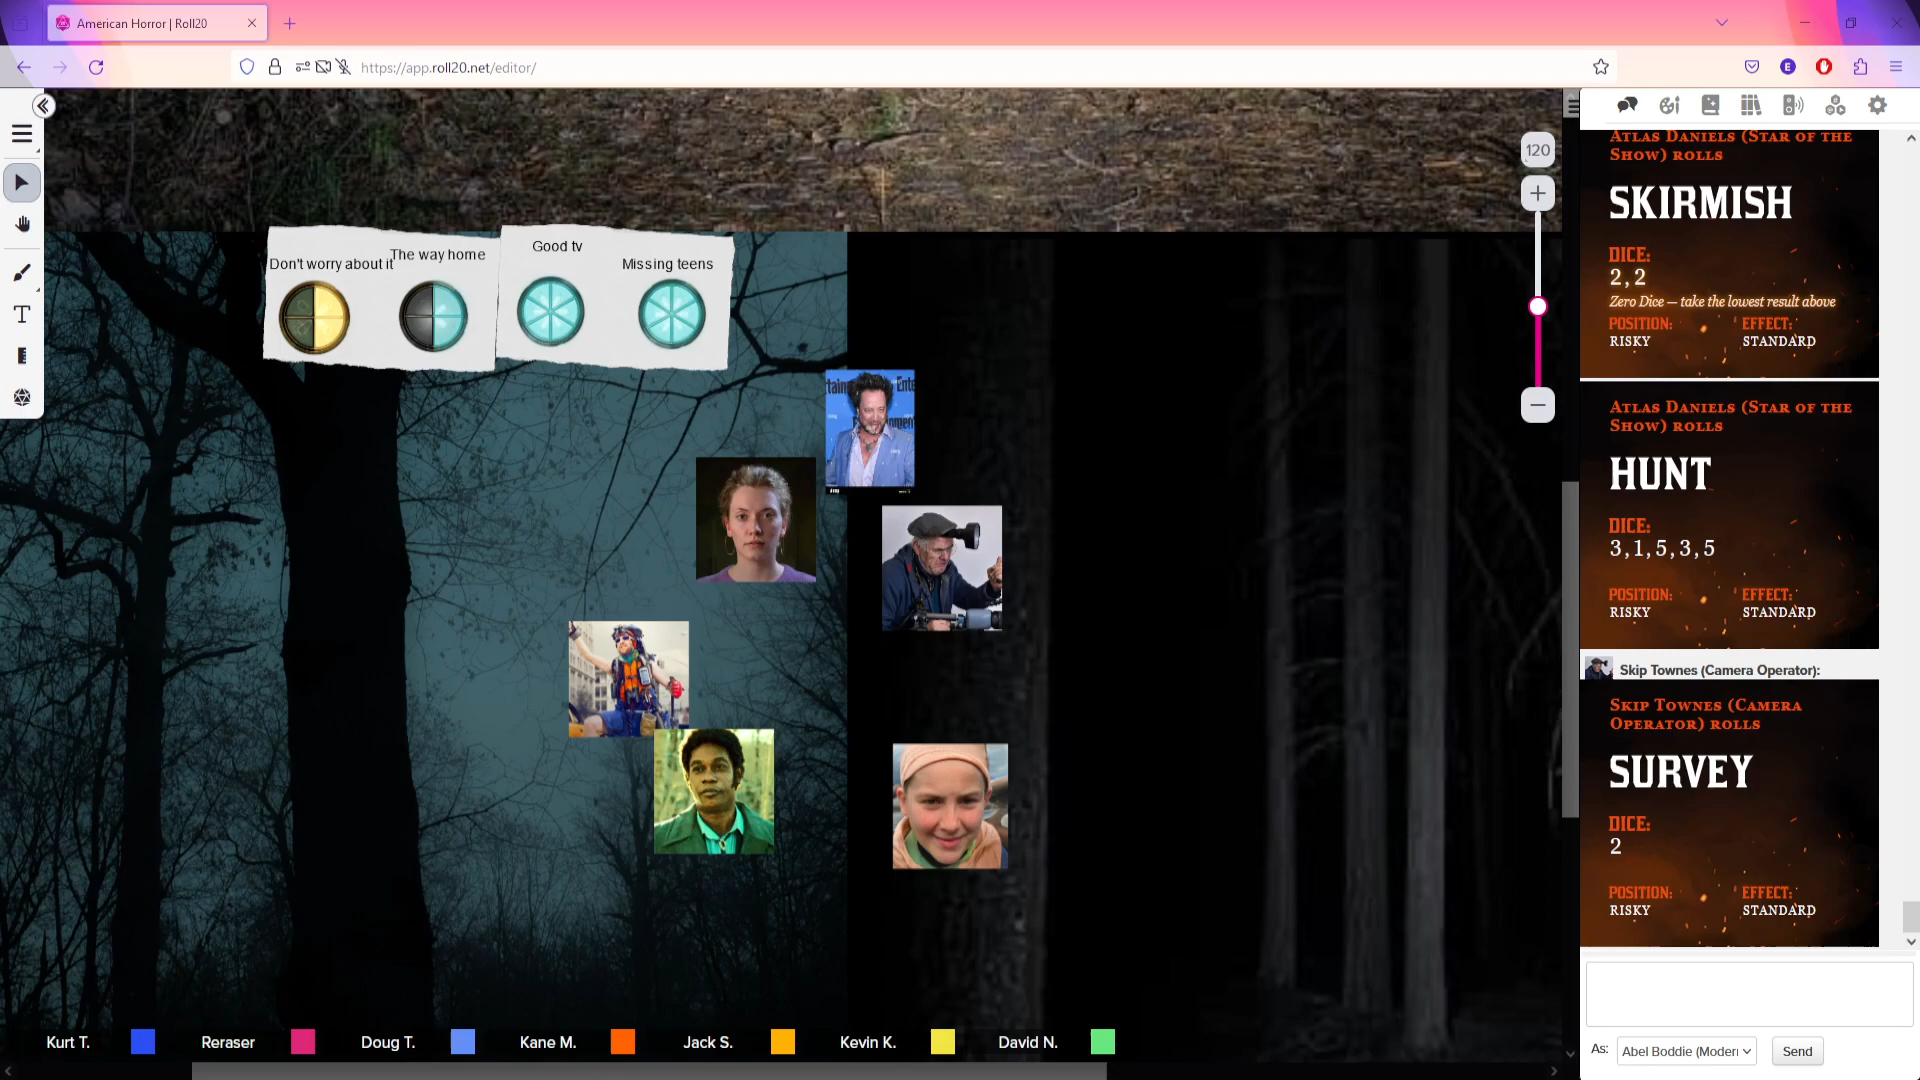 American Horror | Roll20
https://app.roll20.net/editor/
E
120
Don't worry about it
The way home
Good tv
Missing teens
ATLAS DANIELS (STAR OF THE
SHOW) ROLLS
SKIRMISH
DICE:
2, 2
Zero Dice — take the lowest result above
POSITION:
EFFECT:
RISKY
STANDARD
ATLAS DANIELS (STAR OF THE
SHOW) ROLLS
HUNT
DICE:
3, 1, 5, 3, 5
POSITION:
EFFECT:
RISKY
STANDARD
Skip Townes (Camera Operator):
SKIP TOWNES (CAMERA
OPERATOR) ROLLS
SURVEY
DICE:
2
POSITION:
EFFECT:
RISKY
STANDARD
As:
Abel Boddie (Modern
Send
Kurt T.
Reraser
Doug T.
Kane M.
Jack S.
Kevin K.
David N.